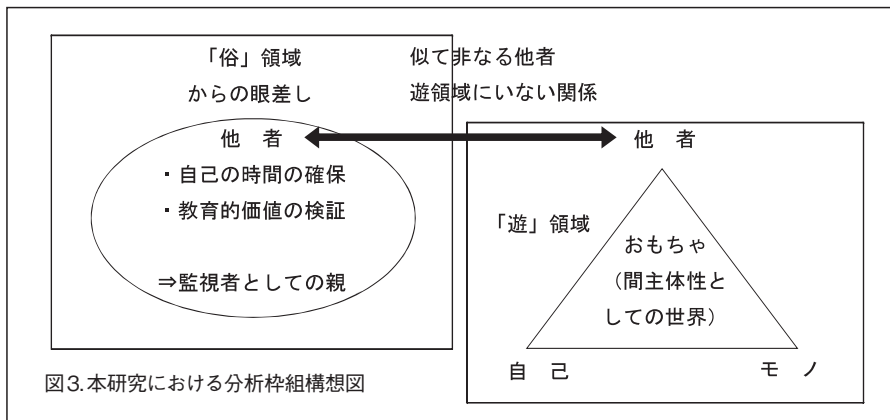 「俗」領域
からの眼差し
似て非なる他者
遊領域にいない関係
他 者
・自己の時間の確保
・教育的価値の検証
⇒監視者としての親
他 者
「遊」領域
おもちゃ
（間主体性と
しての世界）
自 己
モ ノ
図3.本研究における分析枠組構想図